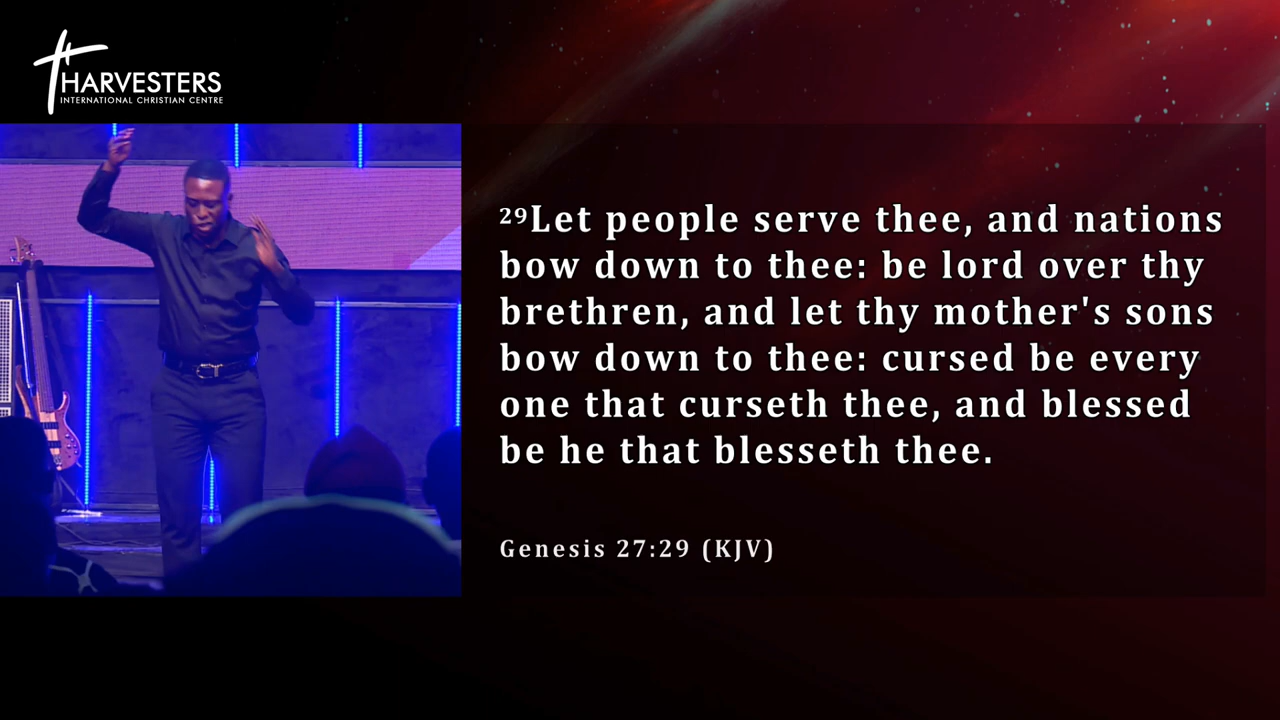 HARVESTERS
INTERNATIONAL CHRISTIAN CENTRE
29Let people serve thee, and nations
bow down to thee: be lord over thy
brethren, and let thy mother's sons
bow down to thee: cursed be every
one that curseth thee, and blessed
be he that blesseth thee.
Genesis 27:29 (KJV)